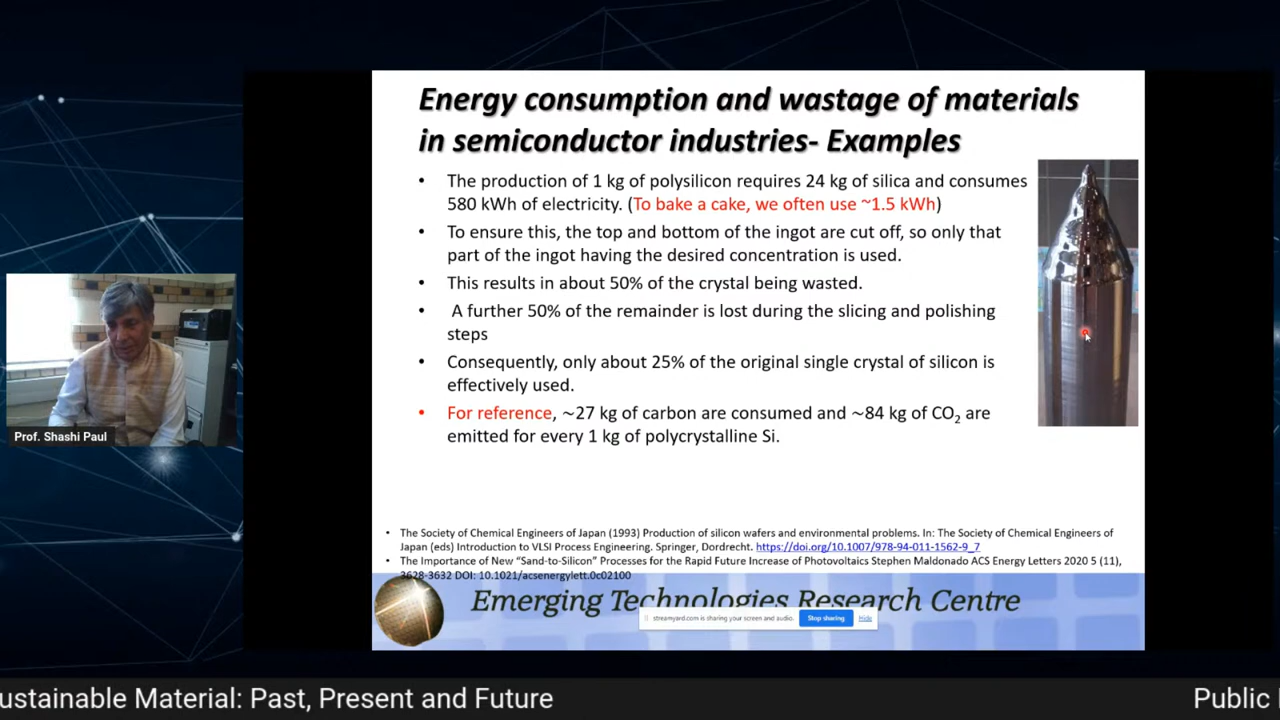 Energy consumption and wastage of materials
in semiconductor industries- Examples
• The production of 1 kg of polysilicon requires 24 kg of silica and consumes
580 kWh of electricity. (To bake a cake, we often use ~1.5 kWh)
• To ensure this, the top and bottom of the ingot are cut off, so only that
part of the ingot having the desired concentration is used.
• This results in about 50% of the crystal being wasted.
• A further 50% of the remainder is lost during the slicing and polishing
steps
• Consequently, only about 25% of the original single crystal of silicon is
effectively used.
• For reference, ~27 kg of carbon are consumed and ~84 kg of CO₂ are
emitted for every 1 kg of polycrystalline Si.
Prof. Shashi Paul
• The Society of Chemical Engineers of Japan (1993) Production of silicon wafers and environmental problems. In: The Society of Chemical Engineers of
Japan (eds) Introduction to VLSI Process Engineering. Springer, Dordrecht. https://doi.org/10.1007/978-94-011-1562-9_7
• The Importance of New “Sand-to-Silicon” Processes for the Rapid Future Increase of Photovoltaics Stephen Maldonado ACS Energy Letters 2020 5 (11),
3628-3632 DOI: 10.1021/acsenergylett.0c02100
Emerging Technologies Research Centre
streamyard.com is sharing your screen and audio. Stop sharing Hide
ustainable Material: Past, Present and Future Public